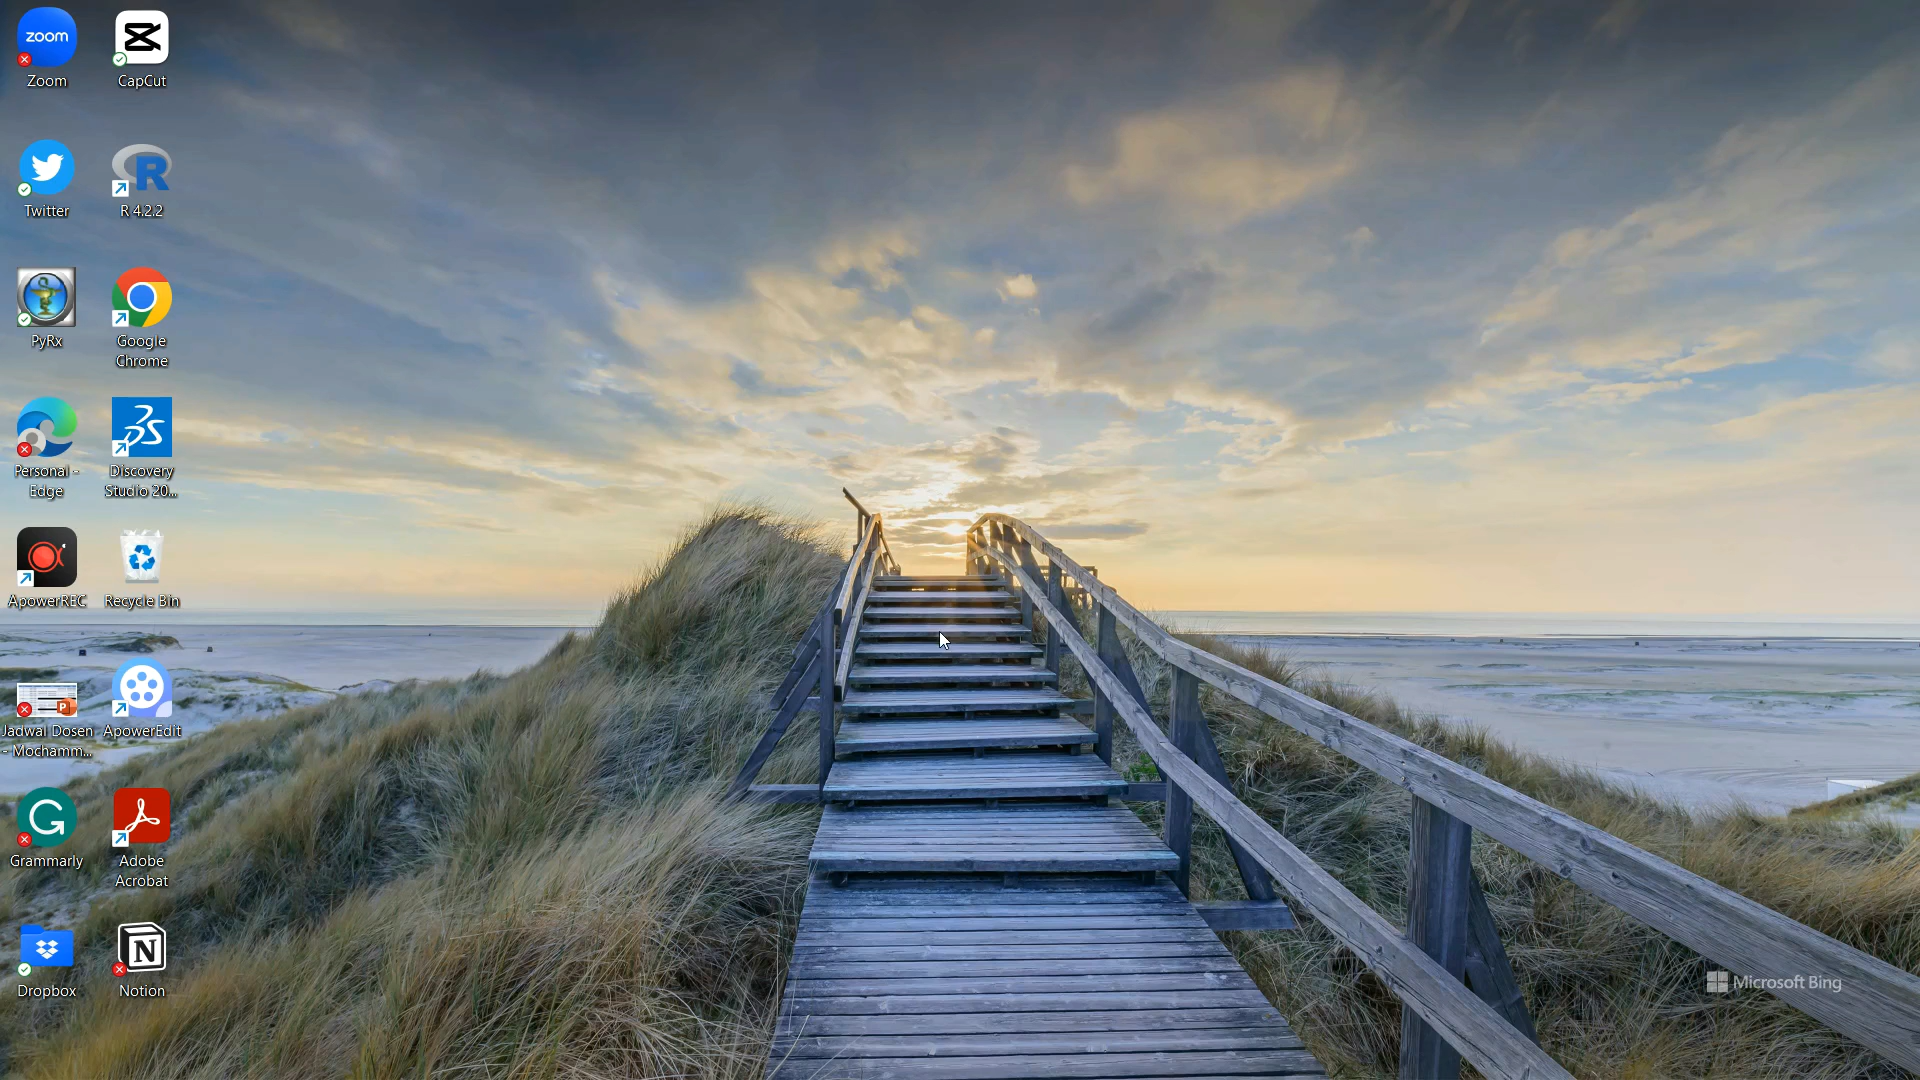 zoom
Zoom
CapCut
Twitter
R
R 4.2.2
PyRx
Google
Chrome
Personal -
Edge
Discovery
Studio 20...
ApowerREC
Recycle Bin
P
Jadwal Dosen
- Mochamm...
ApowerEdit
G
Grammarly
Adobe
Acrobat
Dropbox
N
Notion
Microsoft Bing